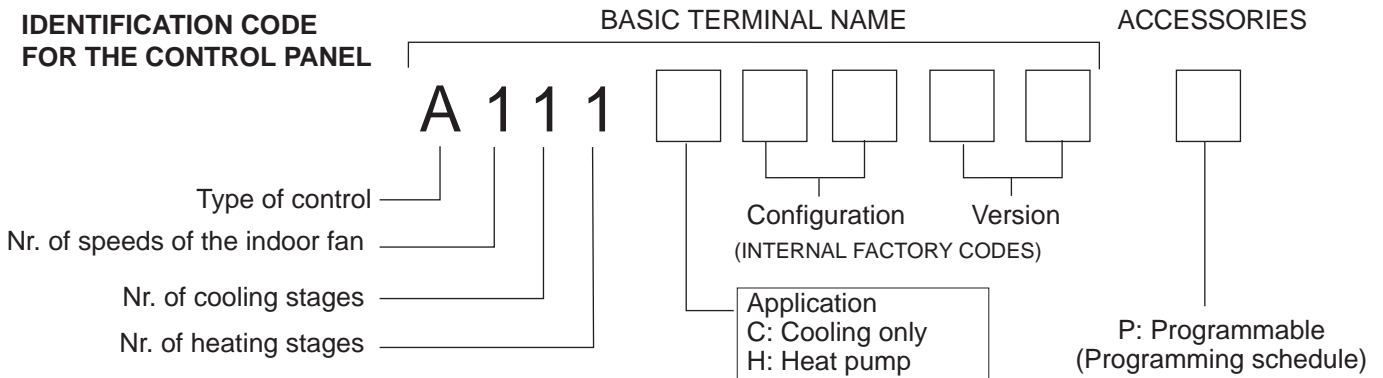 IDENTIFICATION CODE
FOR THE CONTROL PANEL
BASIC TERMINAL NAME
ACCESSORIES
A 1 1 1
Type of control
Nr. of speeds of the indoor fan
Nr. of cooling stages
Nr. of heating stages
Configuration
Version
(INTERNAL FACTORY CODES)
Application
C: Cooling only
H: Heat pump
P: Programmable
(Programming schedule)